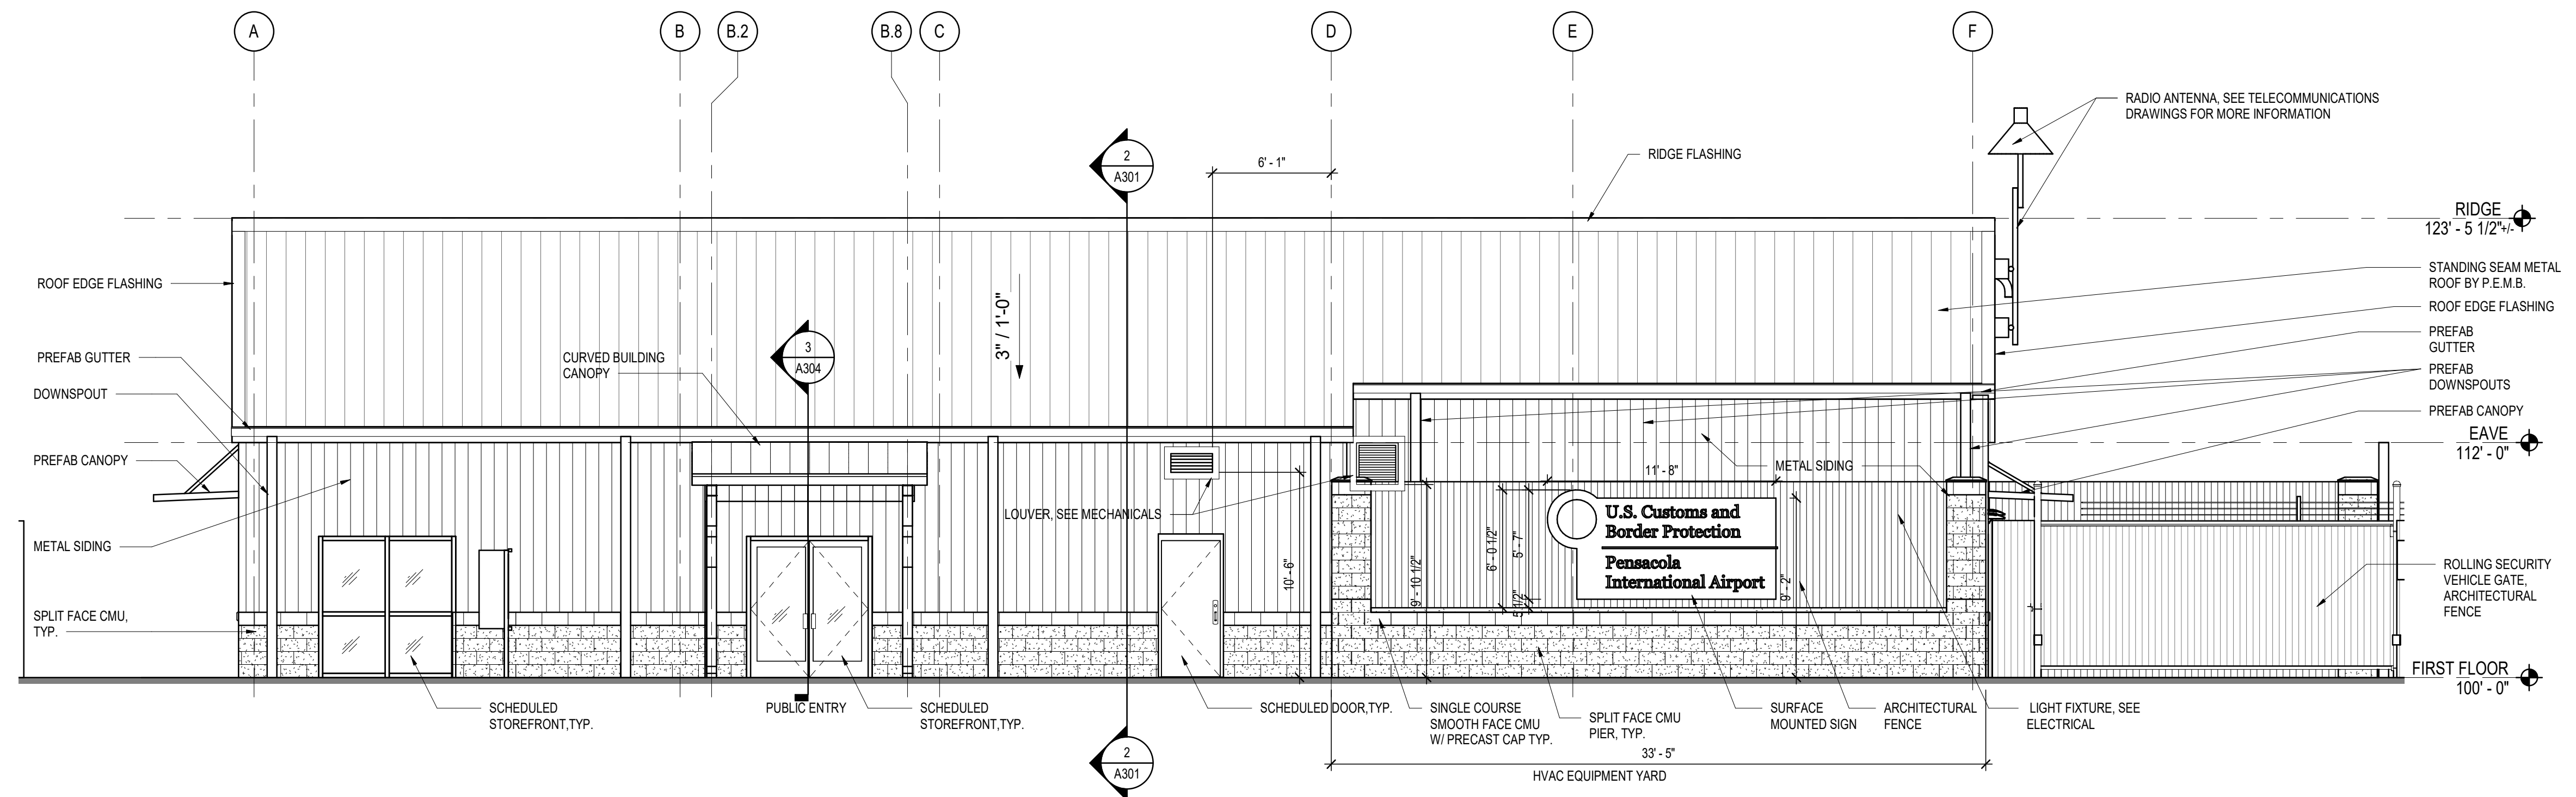 A
B
B.2
B.8
C
D
E
F
RADIO ANTENNA, SEE TELECOMMUNICATIONS
DRAWINGS FOR MORE INFORMATION
2
A301
6' - 1"
RIDGE FLASHING
RIDGE
123' - 5 1/2"+/-
ROOF EDGE FLASHING
STANDING SEAM METAL
ROOF BY P.E.M.B.
ROOF EDGE FLASHING
3" / 1'-0"
PREFAB
GUTTER
PREFAB GUTTER
CURVED BUILDING
CANOPY
3
A304
PREFAB
DOWNSPOUTS
DOWNSPOUT
PREFAB CANOPY
EAVE
112' - 0"
PREFAB CANOPY
METAL SIDING
11' - 8"
LOUVER, SEE MECHANICALS
U.S. Customs and
Border Protection
Pensacola
International Airport
METAL SIDING
10' - 6"
9' - 10 1/2"
6' - 0 1/2"
5' - 7"
5 1/2"
9' - 2"
ROLLING SECURITY
VEHICLE GATE,
ARCHITECTURAL
FENCE
SPLIT FACE CMU,
TYP.
FIRST FLOOR
100' - 0"
SCHEDULED
STOREFRONT,TYP.
PUBLIC ENTRY
SCHEDULED
STOREFRONT,TYP.
SCHEDULED DOOR,TYP.
SINGLE COURSE
SMOOTH FACE CMU
W/ PRECAST CAP TYP.
SPLIT FACE CMU
PIER, TYP.
SURFACE
MOUNTED SIGN
ARCHITECTURAL
FENCE
LIGHT FIXTURE, SEE
ELECTRICAL
2
A301
33' - 5"
HVAC EQUIPMENT YARD